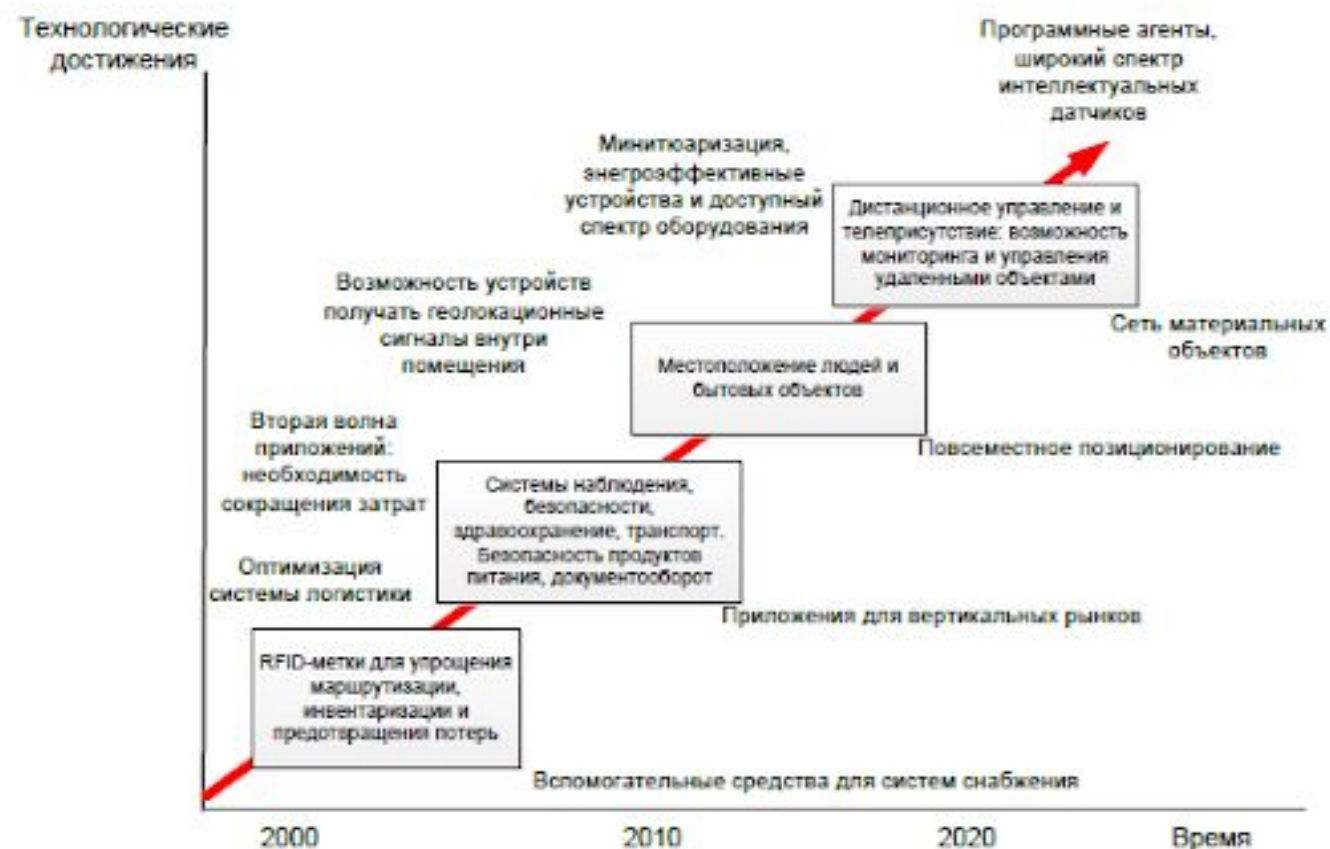 Технологические
достижения
Программные агенты,
широкий спектр
интеллектуальных
датчиков
Минитюаризация,
энегроэффективные
устройства и доступный
спектр оборудования
Дистанционное управление и
телеприсутствие: возможность
мониторинга и управления
удаленными объектами
Сеть материальных
объектов
Возможность устройств
получать геолокационные
сигналы внутри
помещения
Местоположение людей и
бытовых объектов
Повсеместное позиционирование
Вторая волна
приложений:
необходимость
сокращения затрат
Системы наблюдения,
безопасности,
здравоохранение, транспорт.
Безопасность продуктов
питания, документооборот
Приложения для вертикальных рынков
Оптимизация
системы логистики
RFID-метки для упрощения
маршрутизации,
инвентаризации и
предотвращения потерь
Вспомогательные средства для систем снабжения
2000 2010 2020 Время